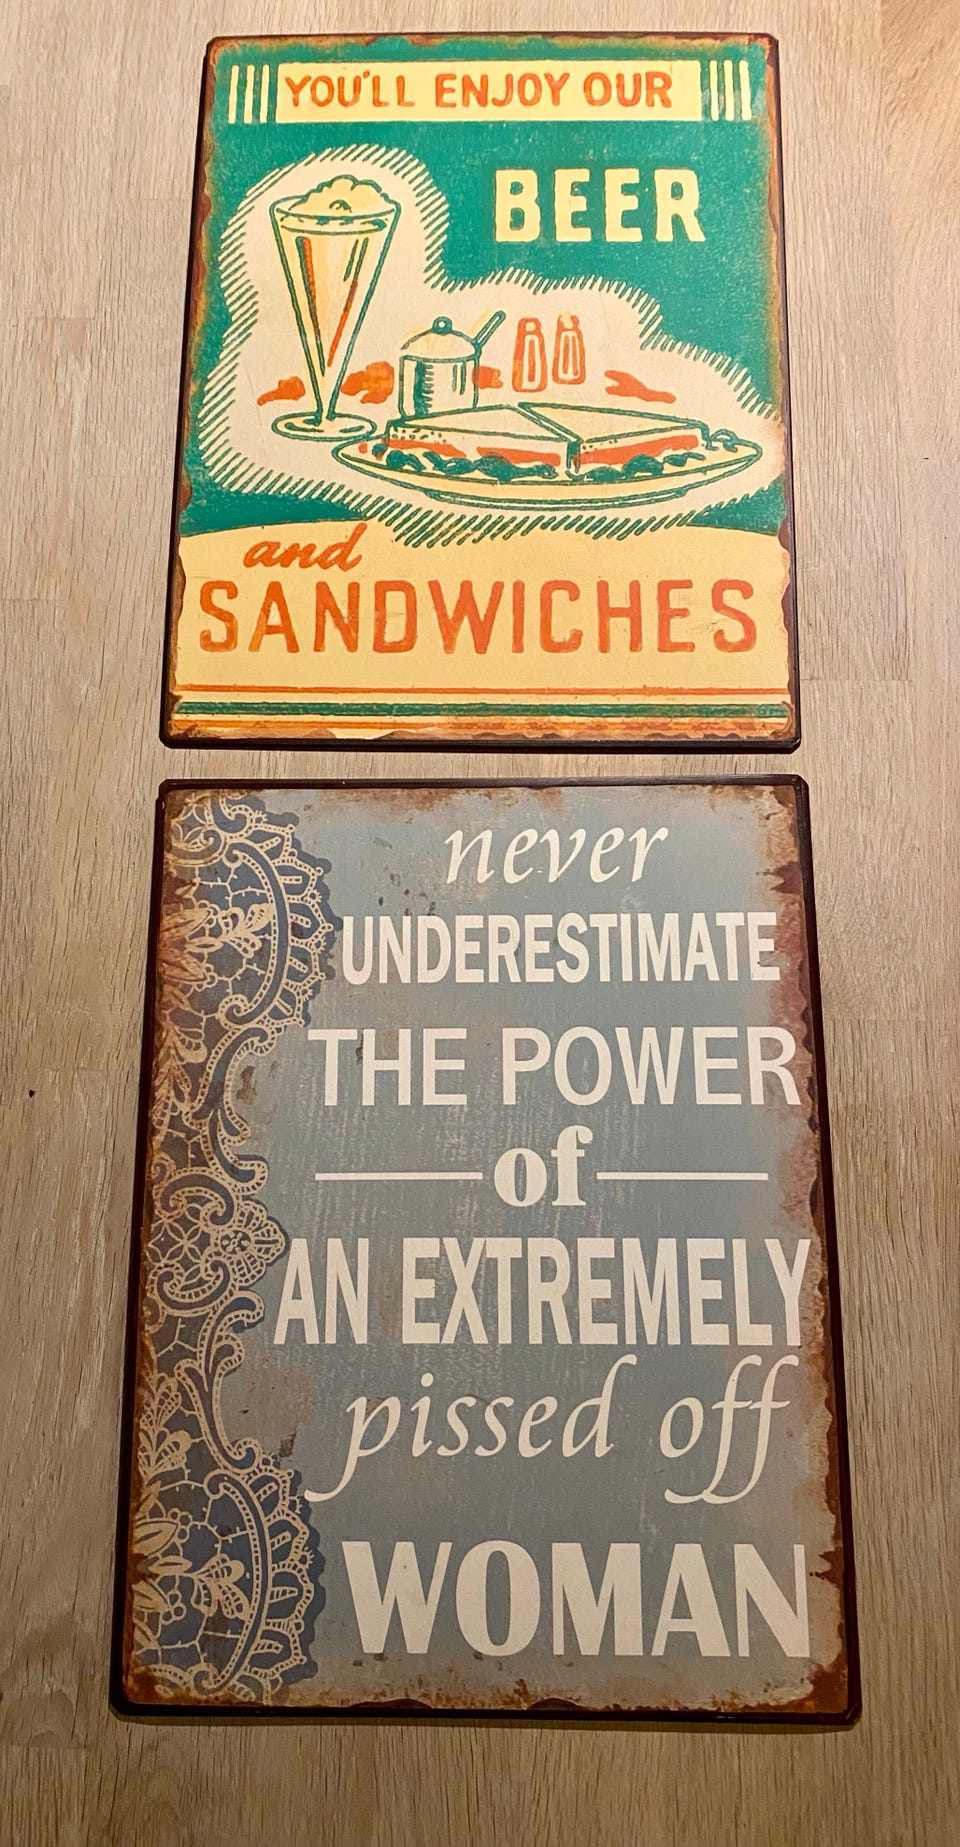 YOU'LL ENJOY OUR
BEER
and
SANDWICHES
never
UNDERESTIMATE
THE POWER
of
AN EXTREMELY
pissed off
WOMAN